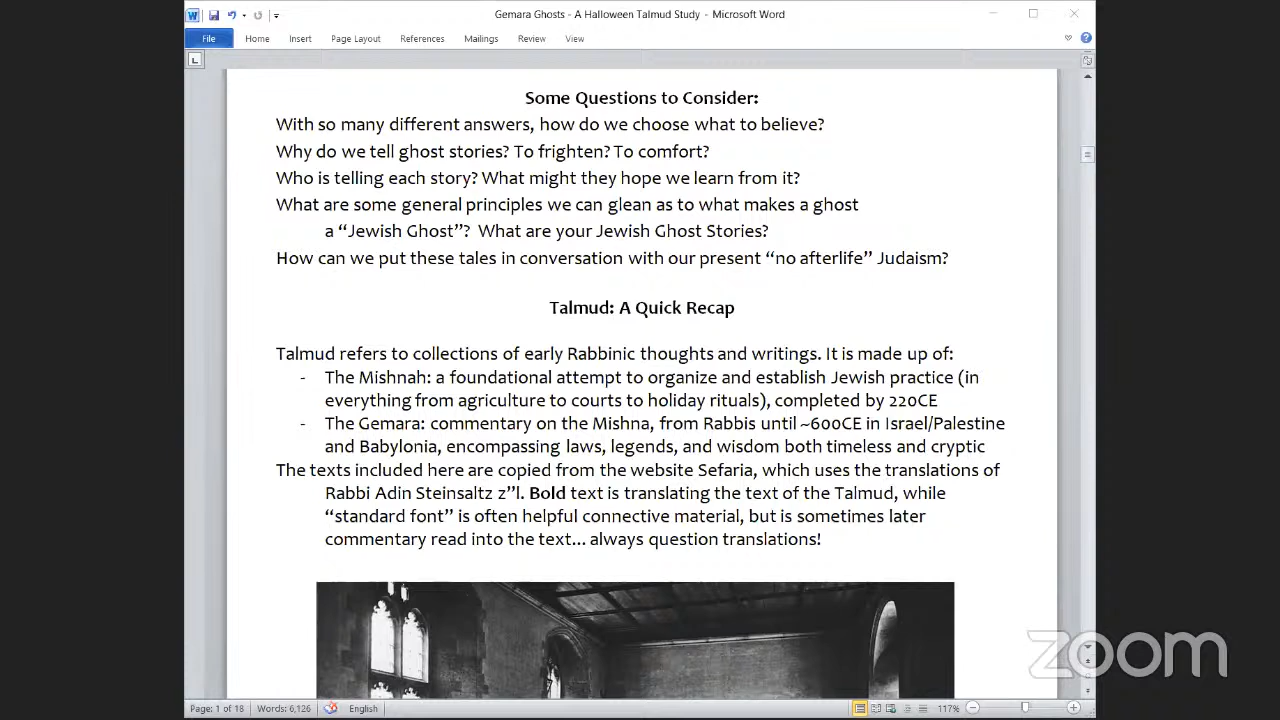 Gemara Ghosts - A Halloween Talmud Study - Microsoft Word
File Home Insert Page Layout References Mailings Review View
Some Questions to Consider:
With so many different answers, how do we choose what to believe?
Why do we tell ghost stories? To frighten? To comfort?
Who is telling each story? What might they hope we learn from it?
What are some general principles we can glean as to what makes a ghost
a “Jewish Ghost”? What are your Jewish Ghost Stories?
How can we put these tales in conversation with our present “no afterlife” Judaism?
Talmud: A Quick Recap
Talmud refers to collections of early Rabbinic thoughts and writings. It is made up of:
- The Mishnah: a foundational attempt to organize and establish Jewish practice (in
everything from agriculture to courts to holiday rituals), completed by 220CE
- The Gemara: commentary on the Mishna, from Rabbis until ~600CE in Israel/Palestine
and Babylonia, encompassing laws, legends, and wisdom both timeless and cryptic
The texts included here are copied from the website Sefaria, which uses the translations of
Rabbi Adin Steinsaltz z”l. Bold text is translating the text of the Talmud, while
“standard font” is often helpful connective material, but is sometimes later
commentary read into the text... always question translations!
zoom
Page: 1 of 18 Words: 6,126 English 117%